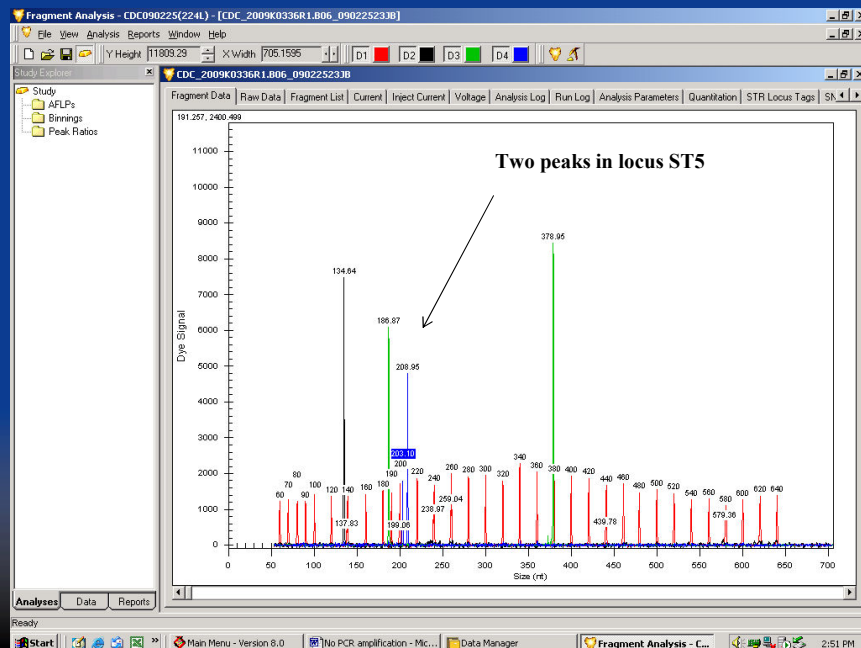 Fragment Analysis - CDC090225(224L) - [CDC_2009K0336R1.B06_09022523JB]
File View Analysis Reports Window Help
Y Height 11809.29 X Width 705.1595 D1 D2 D3 D4
Study Explorer
Study
AFLPs
Binnings
Peak Ratios
CDC_2009K0336R1.B06_09022523JB
Fragment Data Raw Data Fragment List Current Inject Current Voltage Analysis Log Run Log Analysis Parameters Quantitation STR Locus Tags
191.257, 2400.499
Two peaks in locus ST5
11000
10000
9000
8000
7000
6000
5000
4000
3000
2000
1000
0
Dye Signal
378.95
134.64
186.87
208.95
203.10
60 70 80 90 100 120 140 160 180 190 200 220 240 260 280 300 320 340 360 380 400 420 440 460 480 500 520 540 560 580 600 620 640
137.83 199.06 238.97 259.04 439.78 579.36
0 50 100 150 200 250 300 350 400 450 500 550 600 650 700
Size (nt)
Analyses Data Reports
Ready
Start » Main Menu - Version 8.0 No PCR amplification - Mic... Data Manager Fragment Analysis - C... 2:51 PM